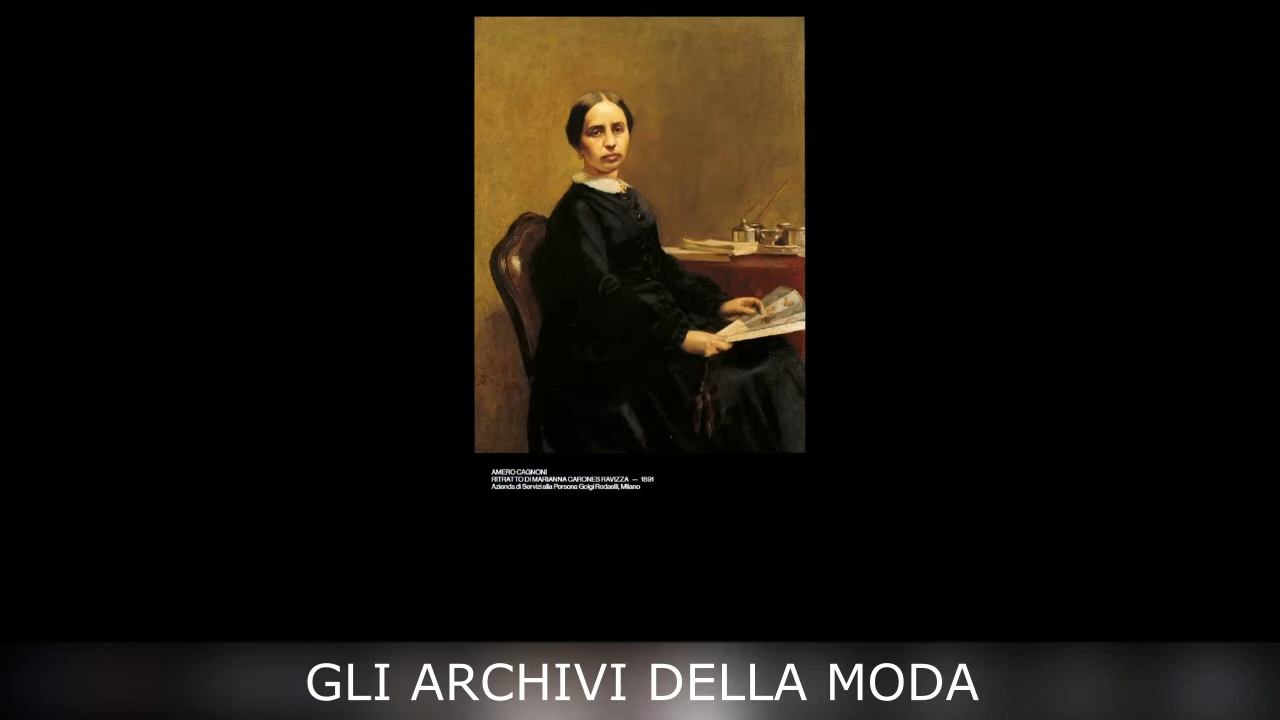 AMERO CAGNONI
RITRATTO DI MARIANNA CARONES RAVIZZA — 1891
Azienda di Servizi alla Persona Golgi Redaelli, Milano
GLI ARCHIVI DELLA MODA